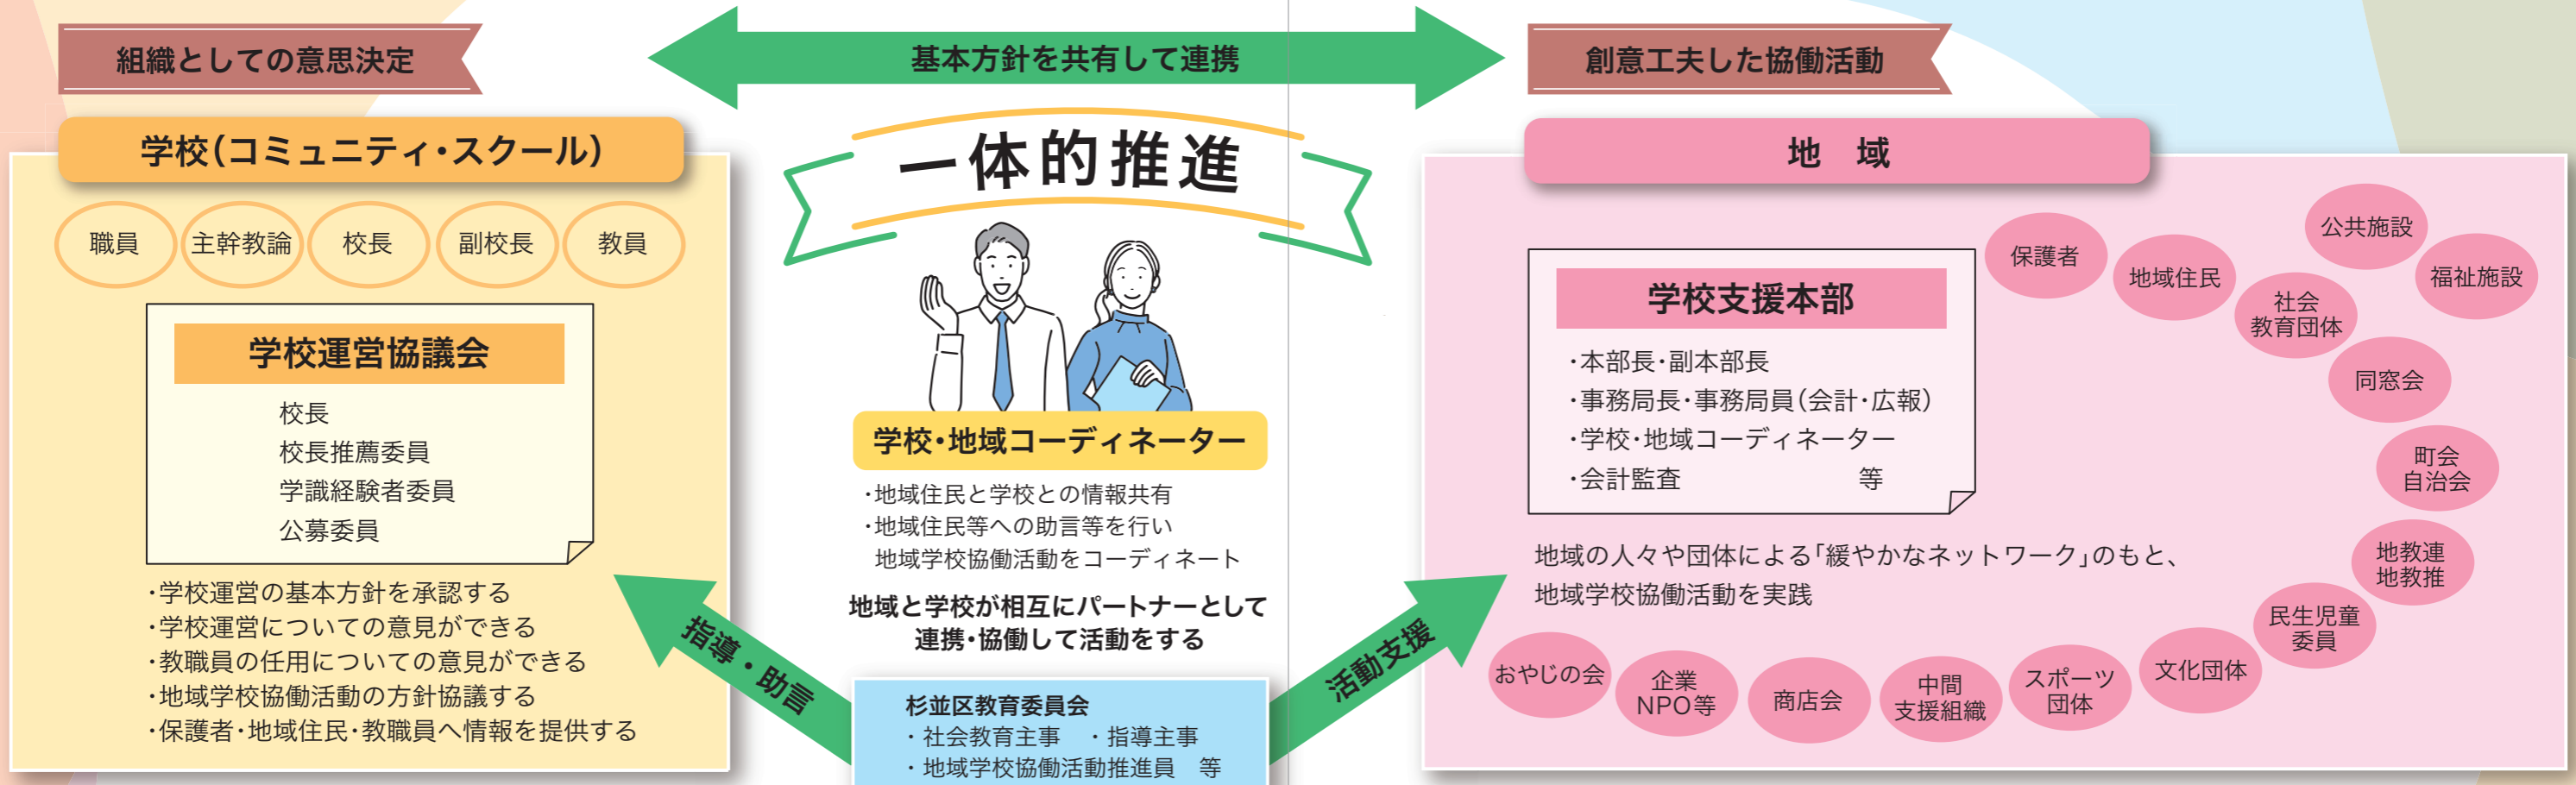 組織としての意思決定
基本方針を共有して連携
創意工夫した協働活動
学校(コミュニティ・スクール)
職員
主幹教論
校長
副校長
教員
学校運営協議会
校長
校長推薦委員
学識経験者委員
公募委員
・学校運営の基本方針を承認する
・学校運営についての意見ができる
・教職員の任用についての意見ができる
・地域学校協働活動の方針協議する
・保護者・地域住民・教職員へ情報を提供する
一体的推進
学校・地域コーディネーター
・地域住民と学校との情報共有
・地域住民等への助言等を行い
地域学校協働活動をコーディネート
地域と学校が相互にパートナーとして
連携・協働して活動をする
指導・助言
活動支援
杉並区教育委員会
・社会教育主事 ・指導主事
・地域学校協働活動推進員 等
地 域
学校支援本部
・本部長・副本部長
・事務局長・事務局員(会計・広報)
・学校・地域コーディネーター
・会計監査 等
地域の人々や団体による「緩やかなネットワーク」のもと、
地域学校協働活動を実践
保護者
地域住民
公共施設
福祉施設
社会
教育団体
同窓会
町会
自治会
地教連
地教推
民生児童
委員
文化団体
スポーツ
団体
中間
支援組織
商店会
企業
NPO等
おやじの会